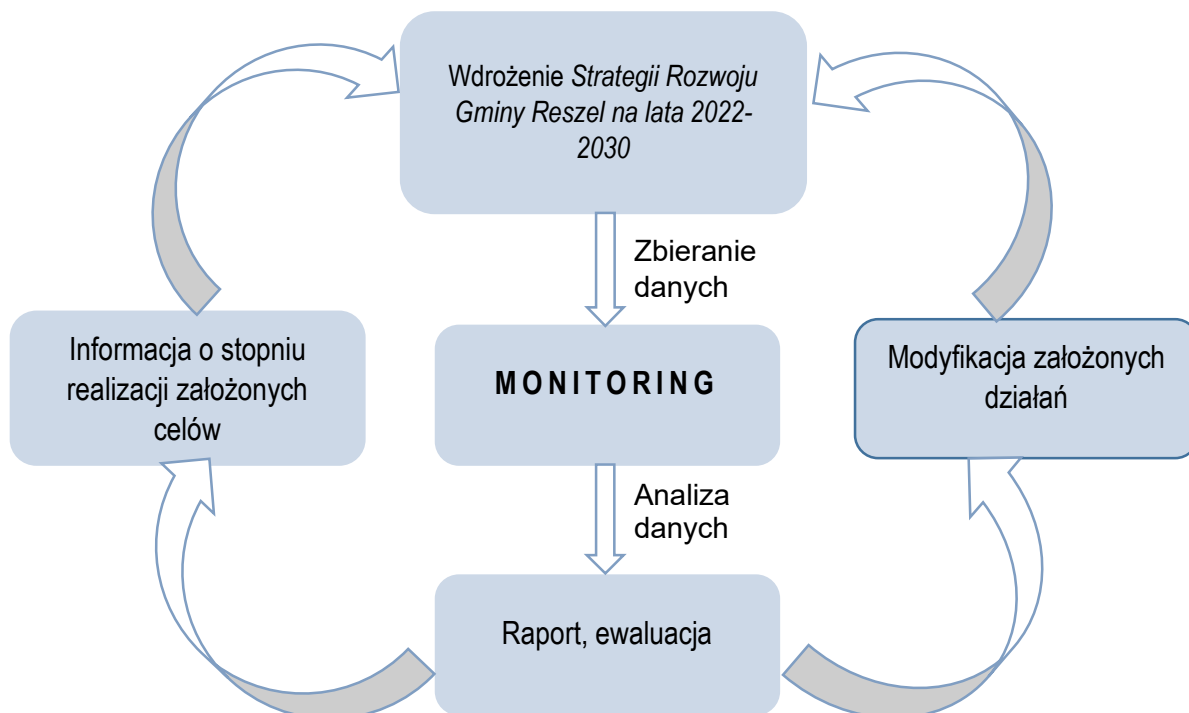 Wdrożenie Strategii Rozwoju
Gminy Reszel na lata 2022-
2030
Zbieranie
danych
Informacja o stopniu
realizacji założonych
celów
MONITORING
Modyfikacja założonych
działań
Analiza
danych
Raport, ewaluacja